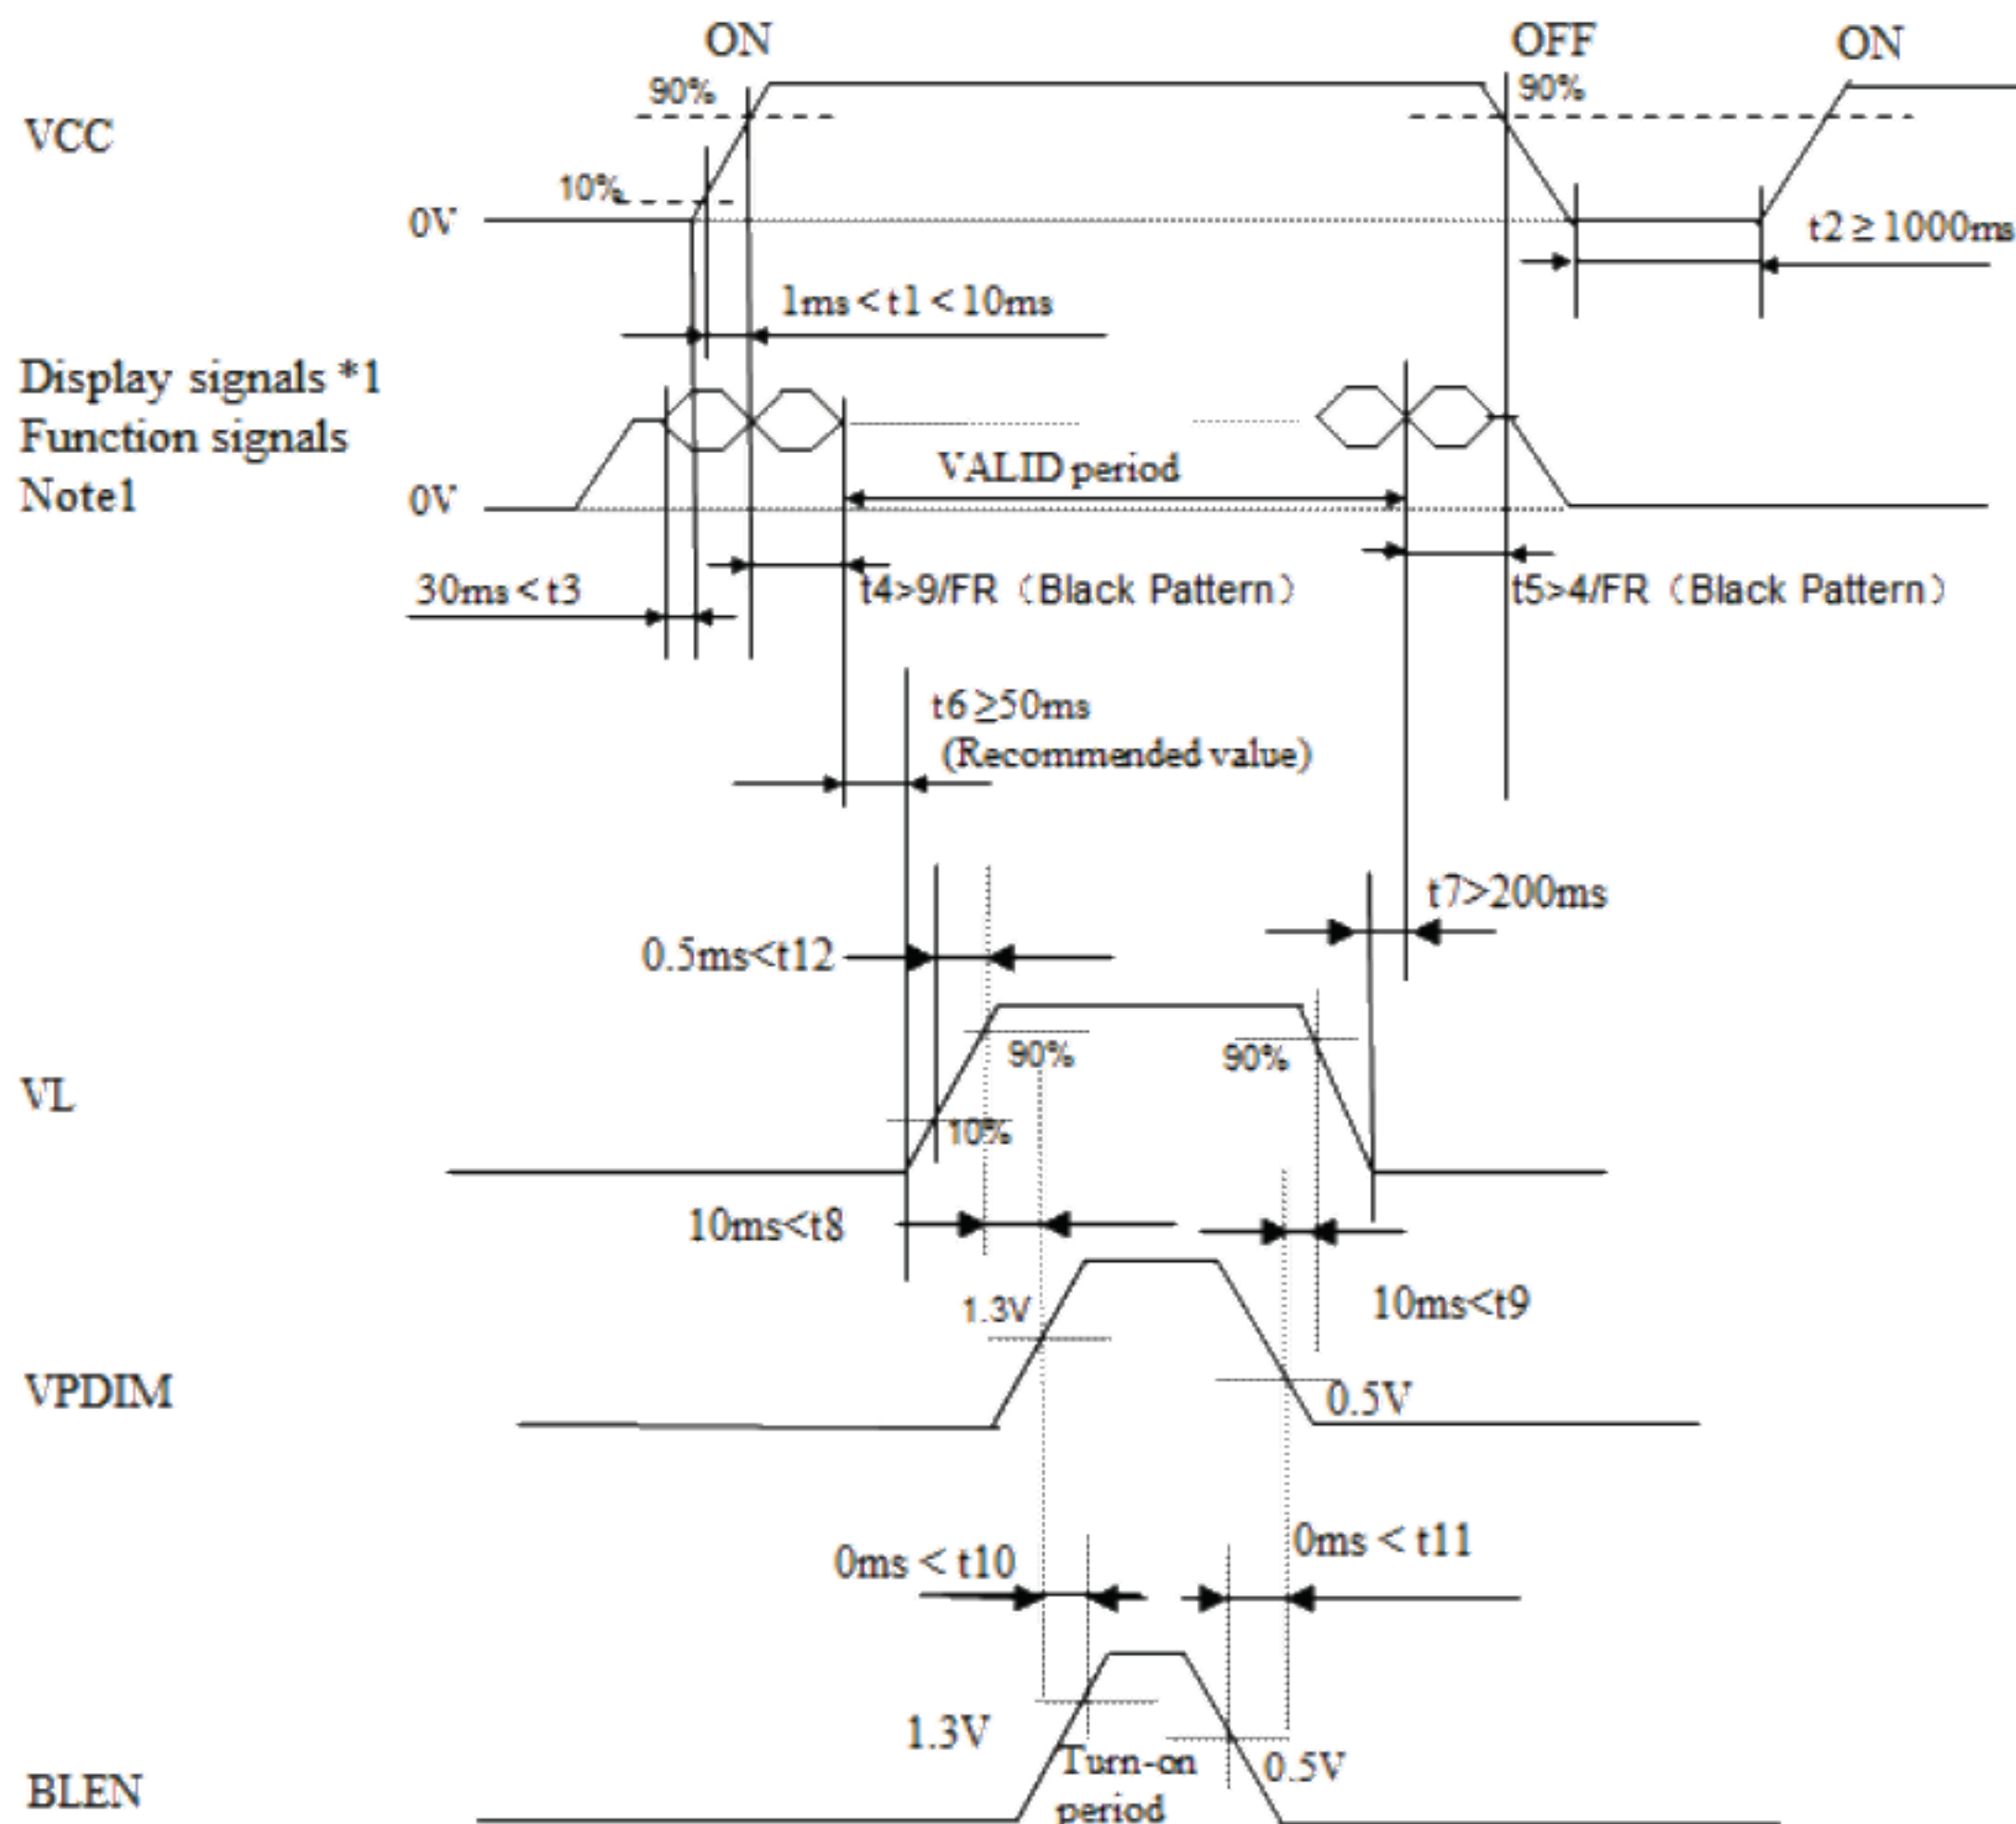 ON
OFF
ON
90%
90%
VCC
10%
0V
t2 ≥ 1000ms
1ms < t1 < 10ms
Display signals *1
Function signals
Note1
VALID period
0V
30ms < t3
t4>9/FR（Black Pattern）
t5>4/FR（Black Pattern）
t6 ≥50ms
(Recommended value)
t7>200ms
0.5ms<t12
90%
90%
VL
10%
10ms<t8
10ms<t9
1.3V
VPDIM
0.5V
0ms < t10
0ms < t11
1.3V
Turn-on
period
0.5V
BLEN